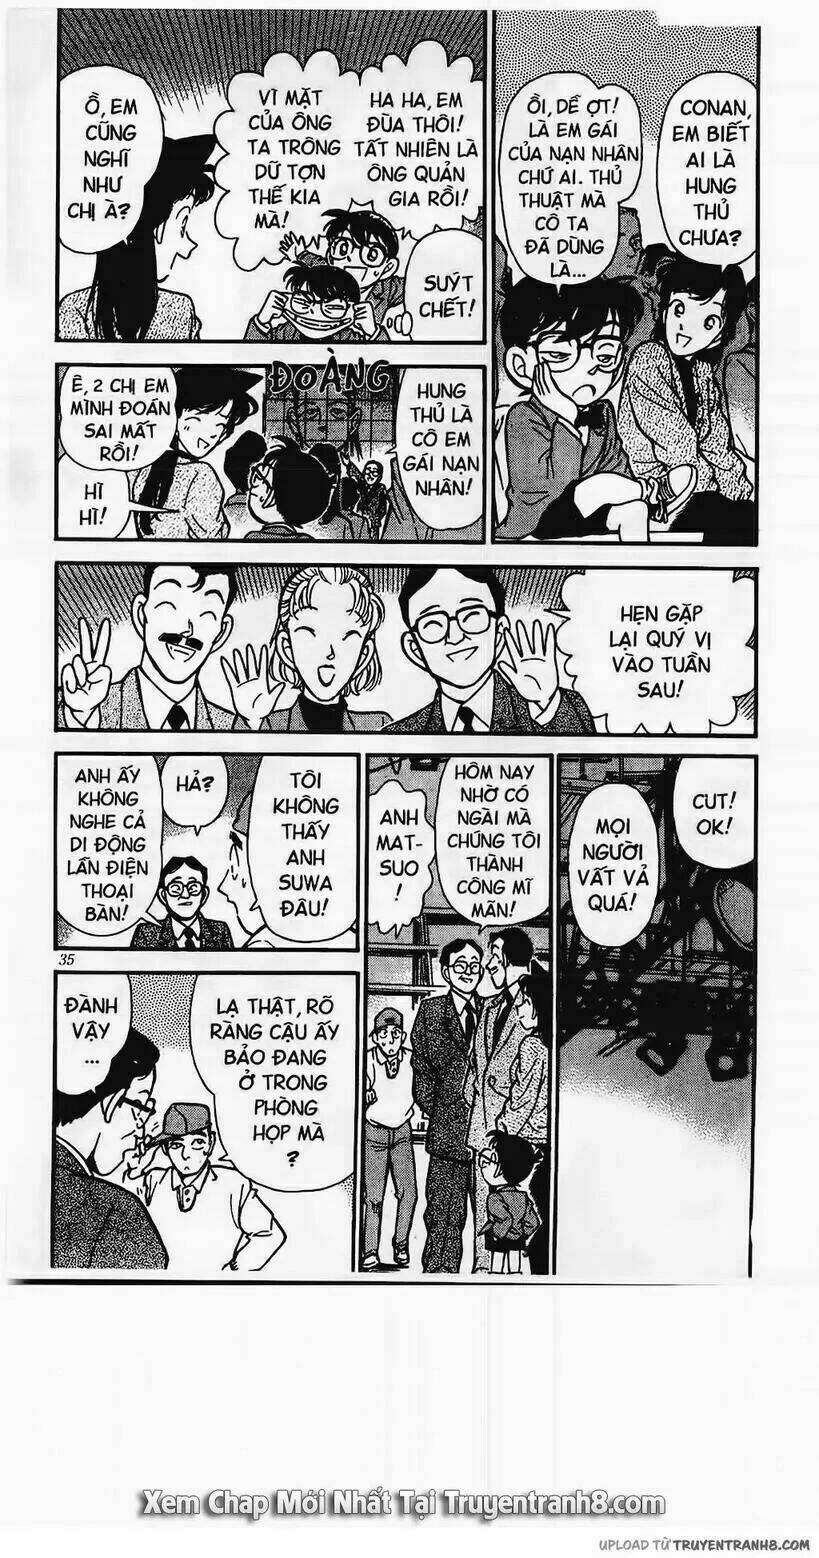 CONAN,
EM BIẾT
AI LÀ
HUNG
THỦ
CHƯA?
ỒI, DỀ ỢT!
LÀ EM GÁI
CỦA NẠN NHÂN
CHỨ AI. THỦ
THUẬT MÀ
CÔ TA
ĐÃ DÙNG
LÀ...
HA HA, EM
ĐÙA THÔI!
TẤT NHIÊN LÀ
ÔNG QUẢN
GIA RỒI!
VÌ MẶT
CỦA ÔNG
TA TRÔNG
DỮ TỢN
THẾ KIA
MÀ!
SUÝT
CHẾT!
Ồ, EM
CŨNG
NGHĨ
NHƯ
CHỊ À?
HUNG
THỦ LÀ
CÔ EM
GÁI NẠN
NHÂN!
ĐOÀNG
Ê, 2 CHỊ EM
MÌNH ĐOÁN
SAI MẤT
RỒI!
HÌ
HÌ!
HẸN GẶP
LẠI QUÝ VỊ
VÀO TUẦN
SAU!
CUT!
OK!
MỌI
NGƯỜI
VẤT VẢ
QUÁ!
HÔM NAY
NHỜ CÓ
NGÀI MÀ
CHÚNG TÔI
THÀNH
CÔNG MĨ
MÃN!
ANH
MAT-
SUO
!
TÔI
KHÔNG
THẤY
ANH
SUWA
ĐÂU!
HẢ?
ANH ẤY
KHÔNG
NGHE CẢ
DI ĐỘNG
LẪN ĐIỆN
THOẠI
BÀN!
35
LẠ THẬT, RÕ
RÀNG CẬU ẤY
BẢO ĐANG
Ở TRONG
PHÒNG
HỌP MÀ
?
ĐÀNH
VẬY
...
Xem Chap Mới Nhất Tại Truyentranh8.com
UPLOAD TỪ TRUYENTRANH8.COM